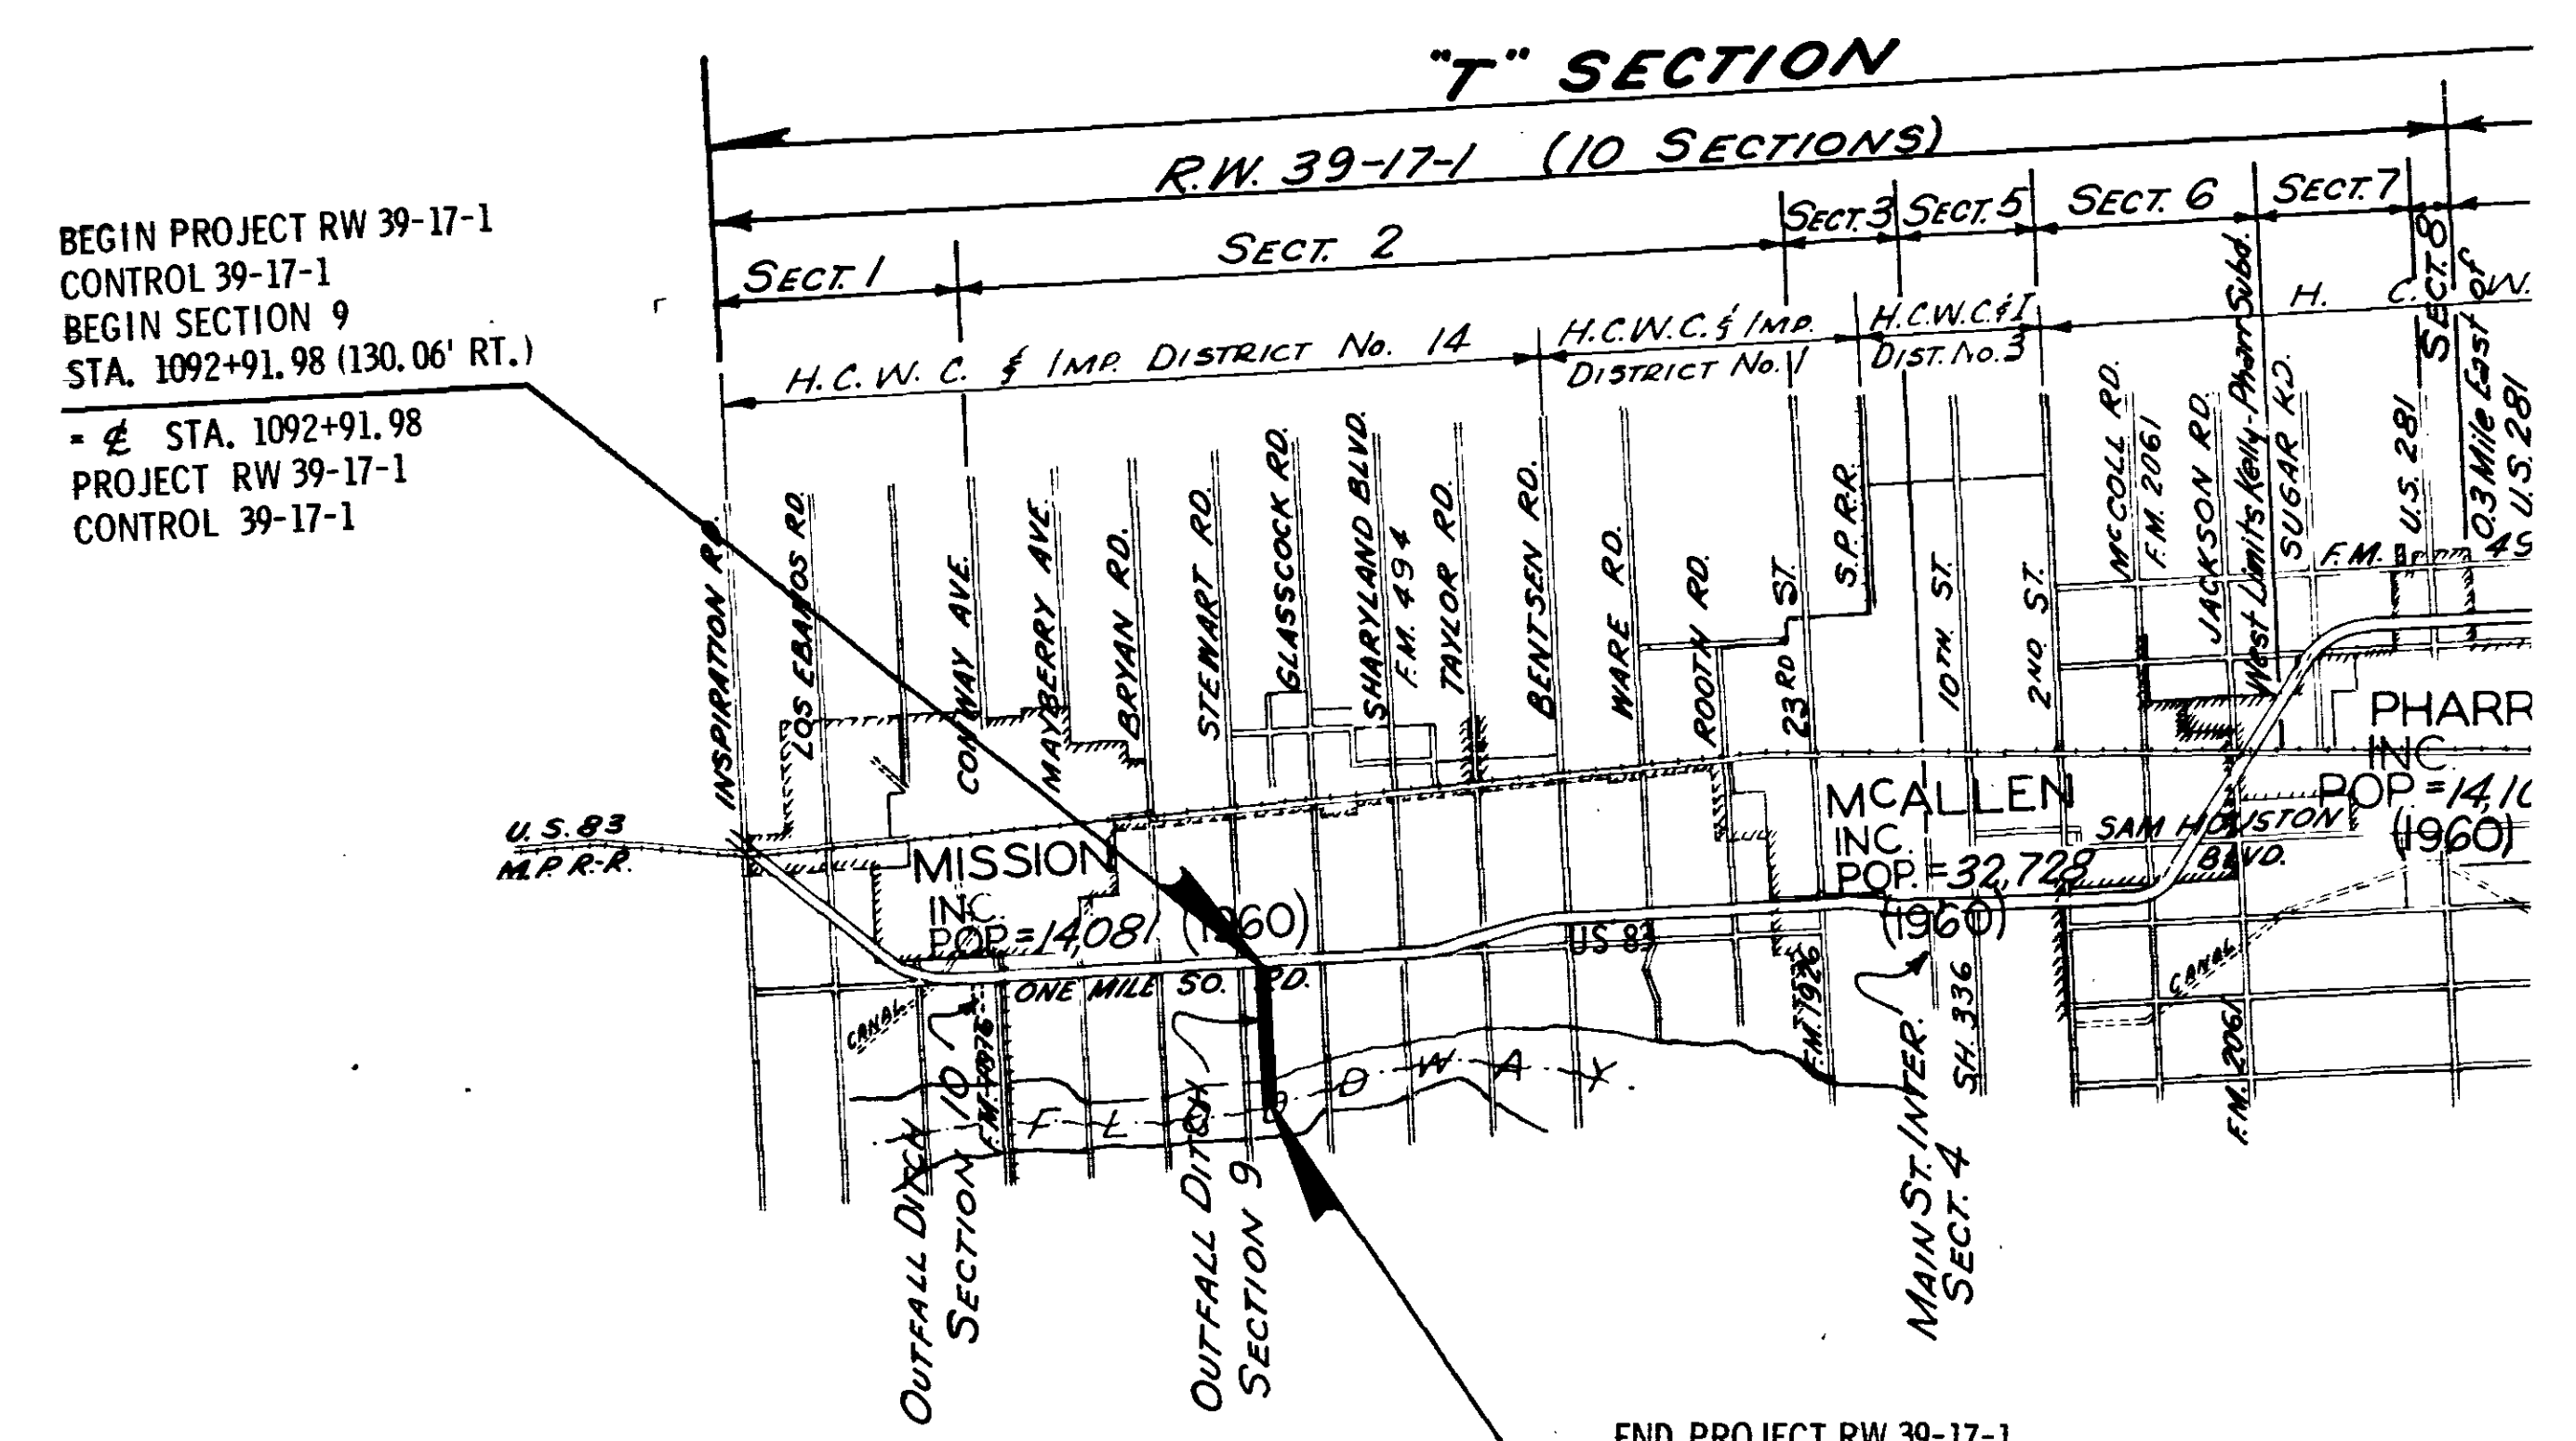 "T" SECTION
R.W. 39-17-1 (10 SECTIONS)
SECT. 1
SECT. 2
SECT. 3
SECT. 5
SECT. 6
SECT. 7
SECT. 8
BEGIN PROJECT RW 39-17-1
CONTROL 39-17-1
BEGIN SECTION 9
STA. 1092+91.98 (130.06' RT.)
= ℄ STA. 1092+91.98
PROJECT RW 39-17-1
CONTROL 39-17-1
H.C.W.C. & IMP. DISTRICT No. 14
H.C.W.C. & IMP.
DISTRICT No. 1
H.C.W.C. & I
DIST. No. 3
H. C. W.
INSPIRATION RD.
LOS EBANOS RD.
CONWAY AVE.
MAYBERRY AVE.
BRYAN RD.
STEWART RD.
GLASSCOCK RD.
SHARYLAND BLVD.
F.M. 494
TAYLOR RD.
BENTSEN RD.
WARE RD.
ROOTH RD.
23RD ST.
S.P.R.R.
10TH ST.
2ND ST.
McCOLL RD.
F.M. 2061
JACKSON RD.
West Limits Kelly-Pharr Subd.
SUGAR RD.
U.S. 281
0.3 Mile East of
U.S. 281
F.M. 49
U.S. 83
M.P. R.R.
MISSION
INC.
POP.=14,081 (1960)
McALLEN
INC.
POP.=32,728
(1960)
PHARR
INC.
POP.=14,10
(1960)
SAM HOUSTON
BLVD.
US 83
ONE MILE SO. RD.
CANAL
CANAL
F.M. 1926
SH. 336
F.M. 2061
FLOODWAY
OUTFALL DITCH
SECTION 10
OUTFALL DITCH
SECTION 9
MAIN ST. INTER.
SECT. 4
END PROJECT RW 39-17-1